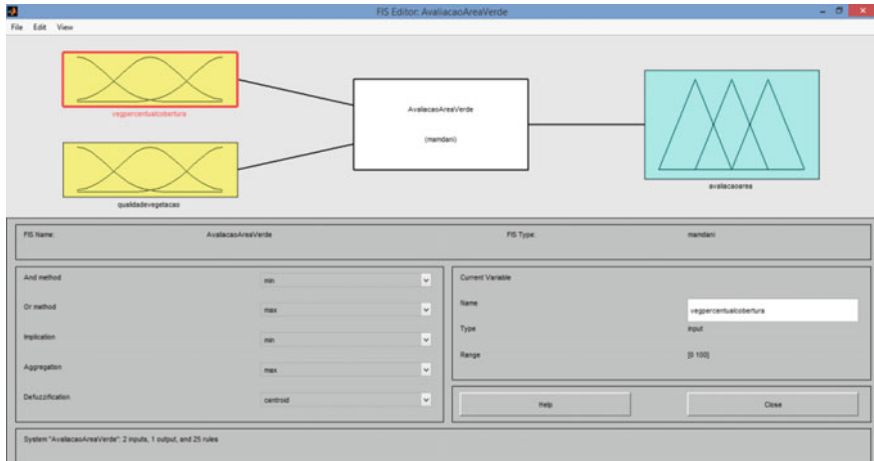 FIS Editor: AvaliacaoAreaVerde
File Edit View
vegpercentualcobertura
qualidadevegetacao
AvaliacaoAreaVerde
(mamdani)
avaliacaoarea
FIS Name: AvaliacaoAreaVerde FIS Type: mamdani
And method min
Or method max
Implication min
Aggregation max
Defuzzification centroid
Current Variable
Name vegpercentualcobertura
Type input
Range [0 100]
Help Close
System "AvaliacaoAreaVerde": 2 inputs, 1 output, and 25 rules